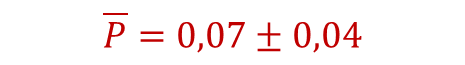 P̅ = 0,07 ± 0,04